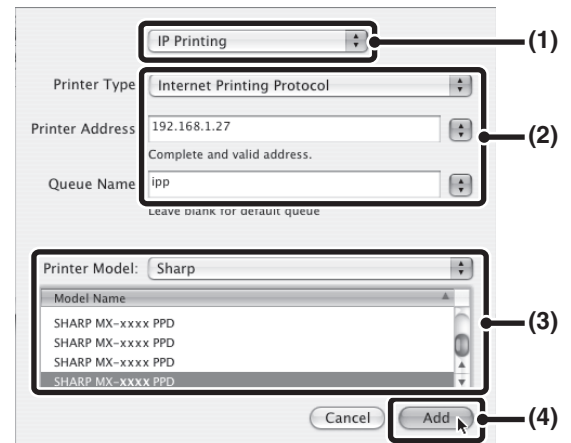 IP Printing
(1)
Printer Type Internet Printing Protocol
Printer Address 192.168.1.27
(2)
Complete and valid address.
Queue Name ipp
Leave blank for default queue
Printer Model: Sharp
Model Name
SHARP MX-xxxx PPD
(3)
SHARP MX-xxxx PPD
SHARP MX-xxxx PPD
SHARP MX-xxxx PPD
Cancel Add
(4)